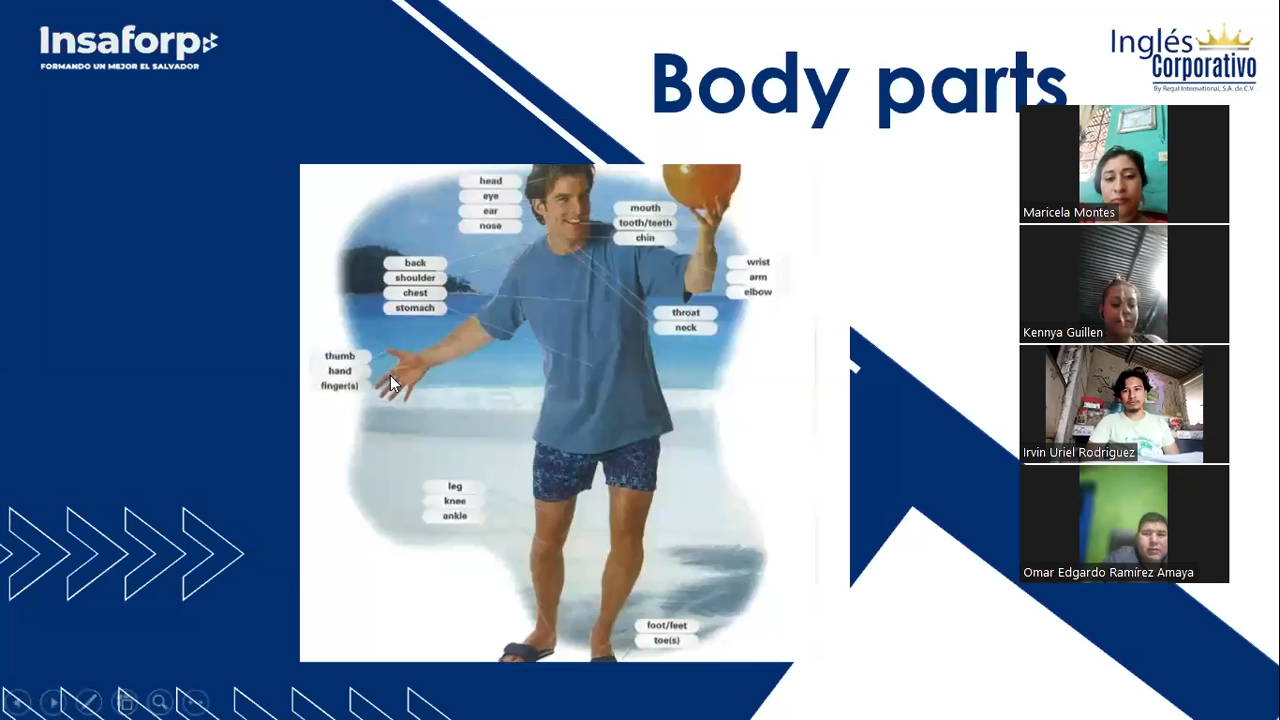 Insaforp
FORMANDO UN MEJOR EL SALVADOR
Body parts
Inglés
Corporativo
By Regal International, S.A. de C.V
head
eye
ear
nose
mouth
tooth/teeth
chin
back
shoulder
chest
stomach
wrist
arm
elbow
throat
neck
thumb
hand
finger(s)
leg
knee
ankle
foot/feet
toe(s)
Maricela Montes
Kennya Guillen
Irvin Uriel Rodriguez
Omar Edgardo Ramírez Amaya